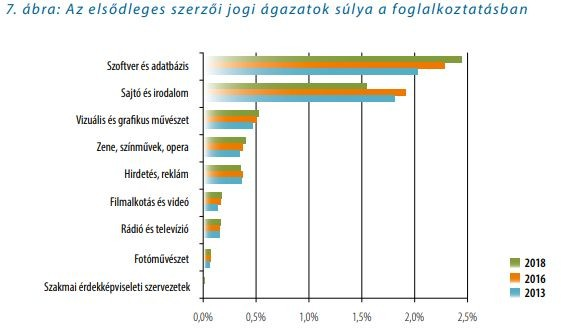 7. ábra: Az elsődleges szerzői jogi ágazatok súlya a foglalkoztatásban
Szoftver és adatbázis
Sajtó és irodalom
Vizuális és grafikus művészet
Zene, színművek, opera
Hirdetés, reklám
Filmalkotás és videó
Rádió és televízió
Fotóművészet
Szakmai érdekképviseleti szervezetek
0,0% 0,5% 1,0% 1,5% 2,0% 2,5%
2018
2016
2013